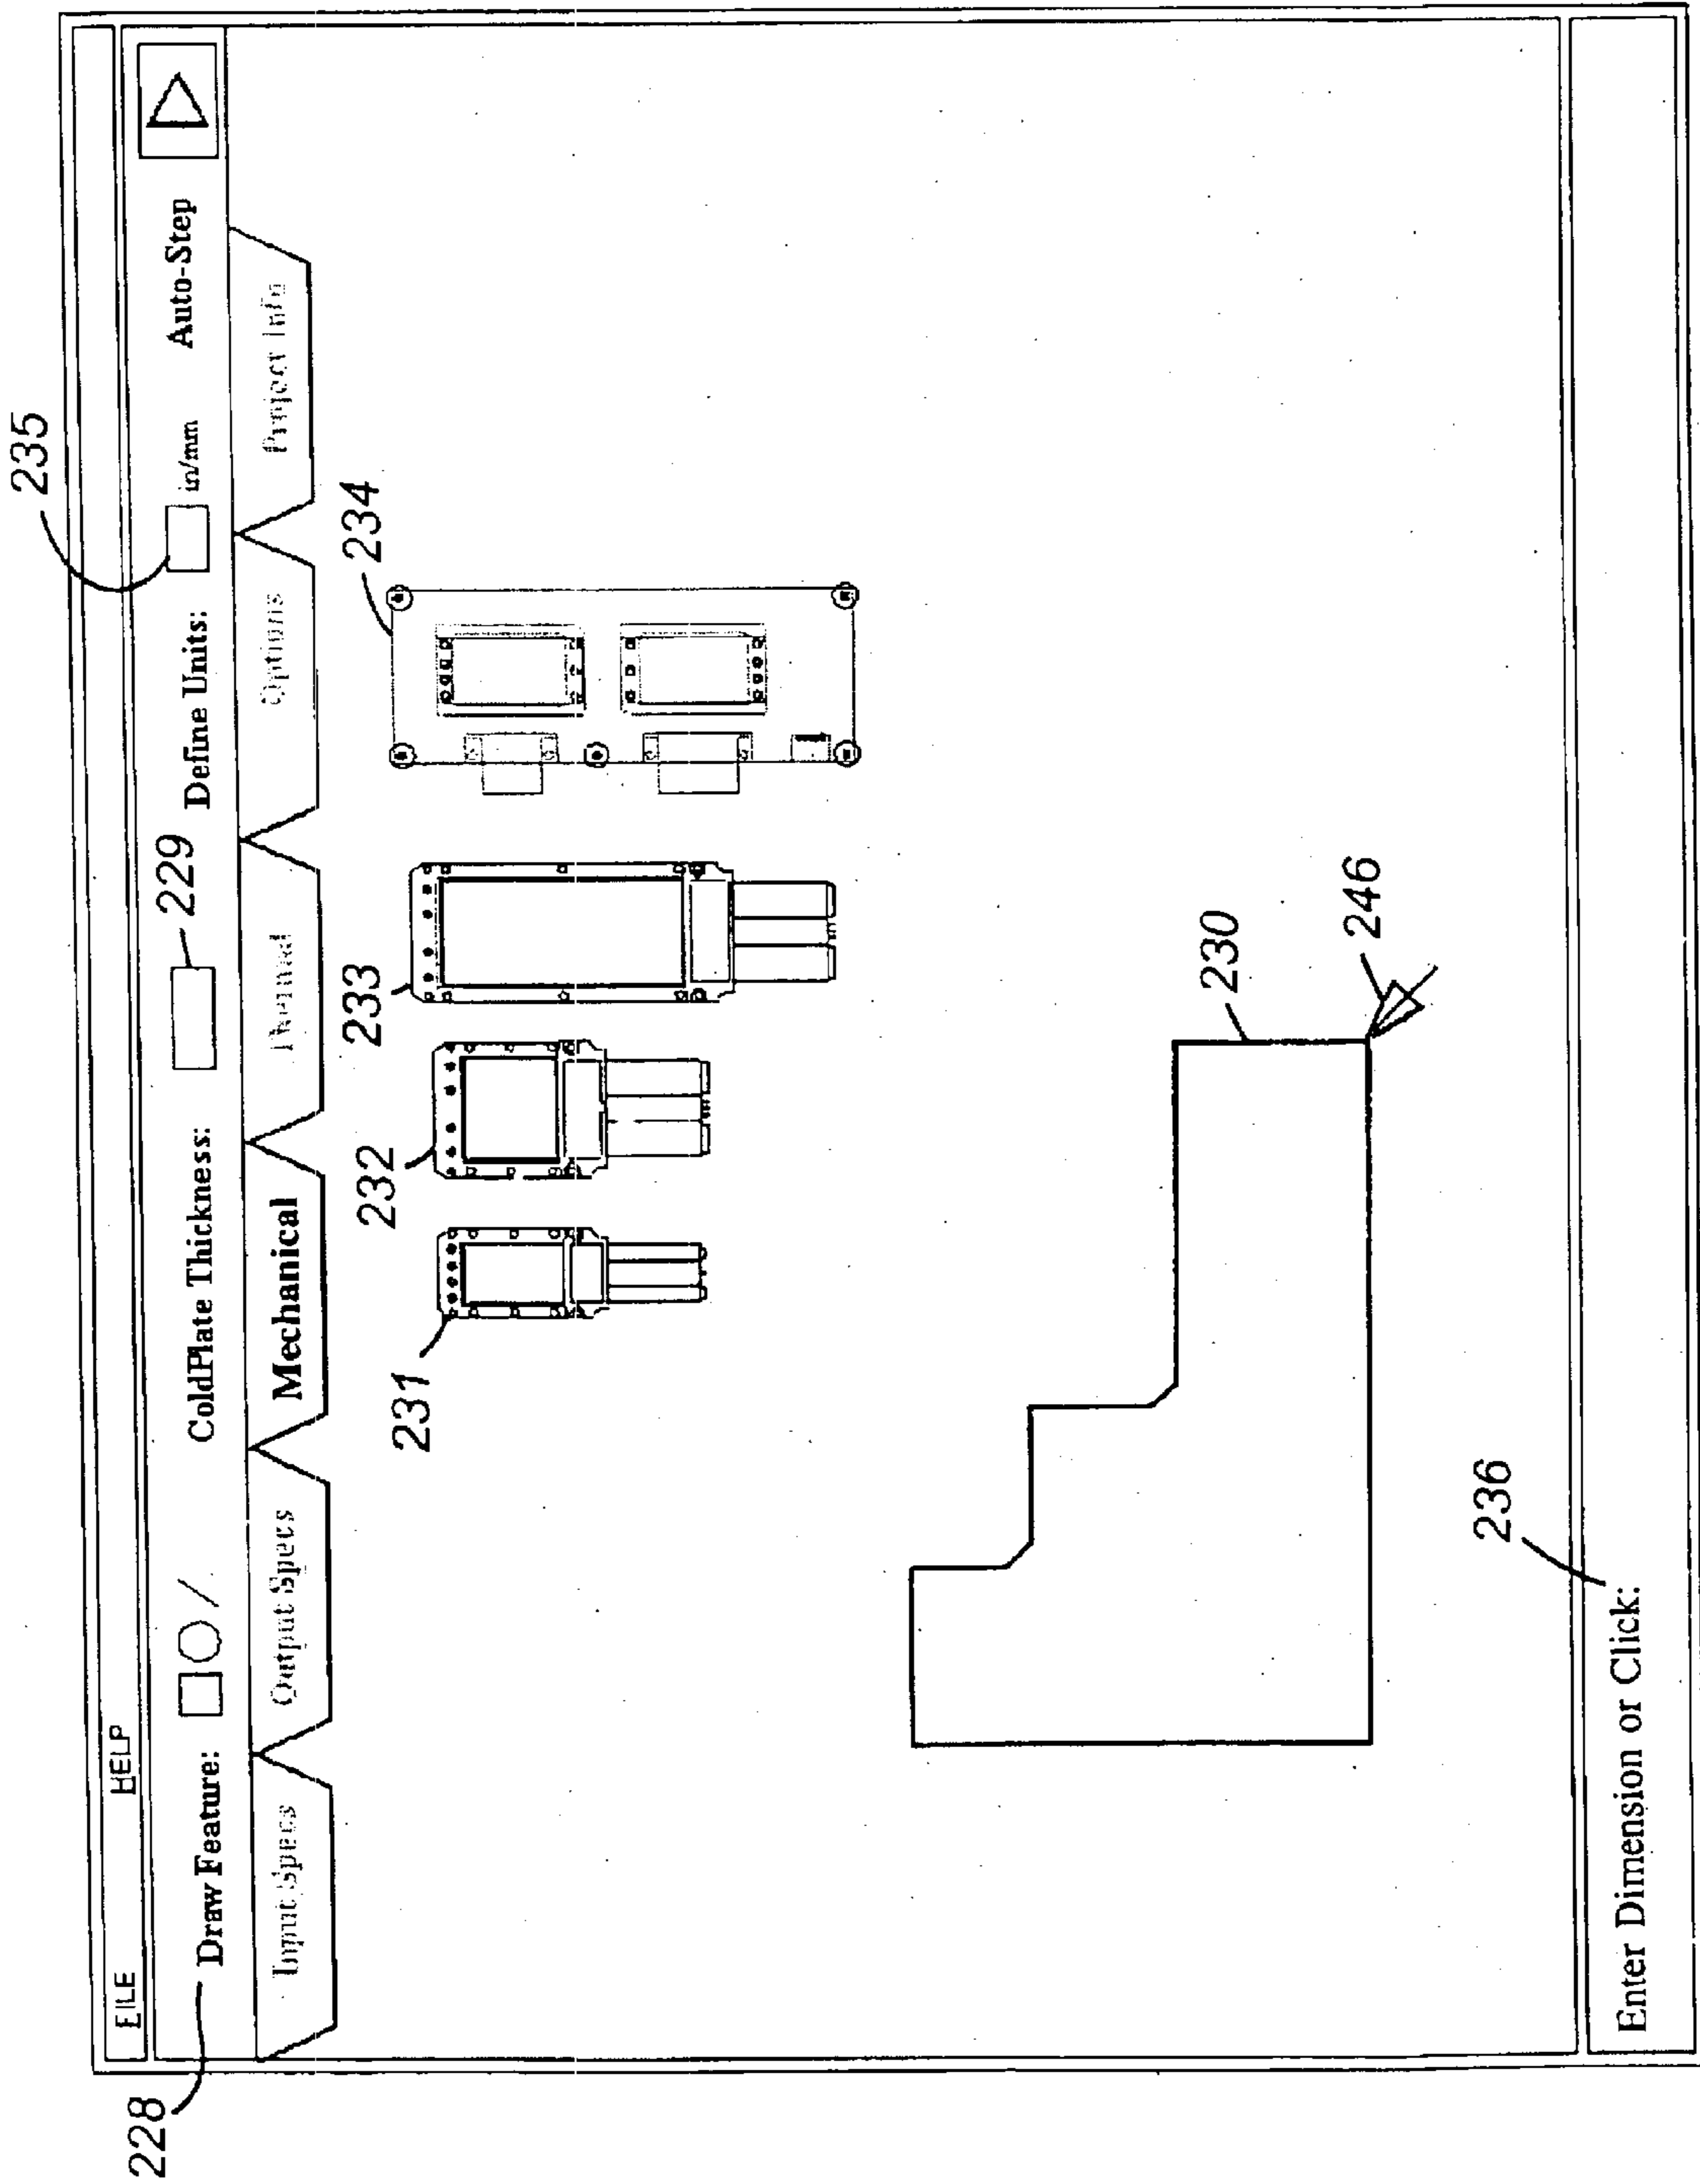 235
FILE HELP
228
Draw Feature: ColdPlate Thickness: 229 Define Units: in/mm Auto-Step
Input Specs Output Specs Mechanical Thermal Options Project Info
231 232 233 234
230
246
236
Enter Dimension or Click: